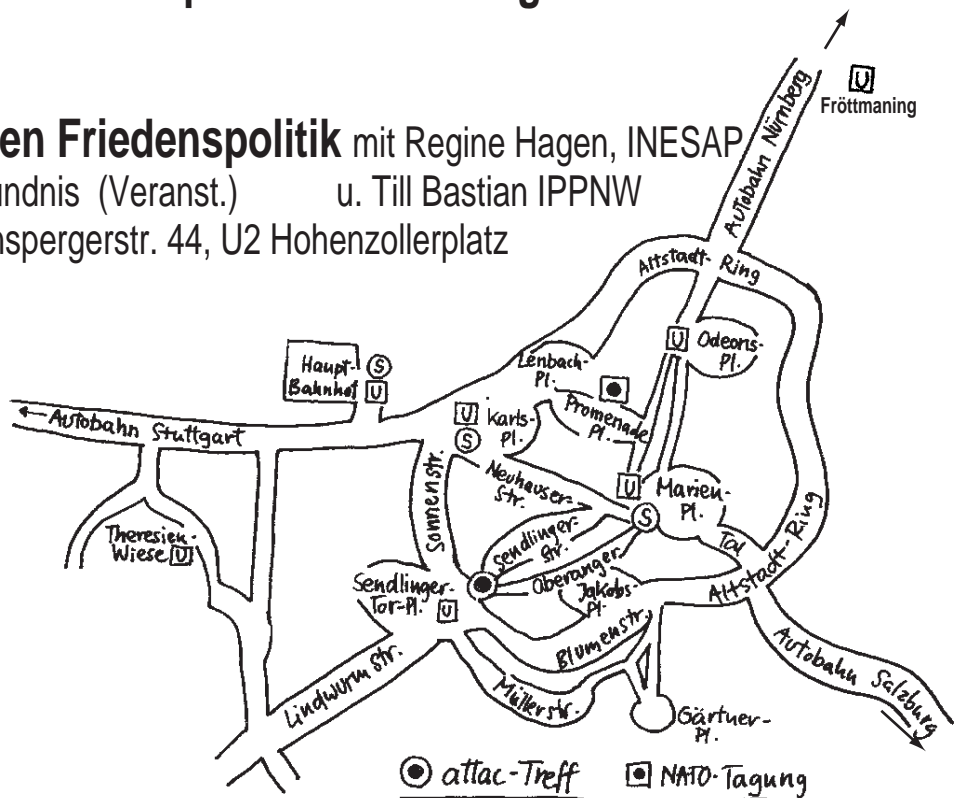 Fröttmaning
en Friedenspolitik mit Regine Hagen, INESAP
ündnis (Veranst.) u. Till Bastian IPPNW
nspergerstr. 44, U2 Hohenzollerplatz
U
Autobahn Nürnberg
Altstadt-Ring
U Odeons-
Pl.
Lenbach-
Pl.
Promenade
Pl.
Haupt- S
Bahnhof U
← Autobahn Stuttgart
U Karls-
S Pl.
Neuhauser-
Str.
U Marien-
S Pl.
Sonnenstr.
Sendlinger-
str.
Oberanger
Tal
Altstadt-Ring
Theresien-
Wiese U
Sendlinger-
Tor-Pl. U
Jakobs-
Pl.
Blumenstr.
Autobahn Salzburg
Lindwurmstr.
Müllerstr.
Gärtner-
Pl.
attac-Treff
NATO-Tagung